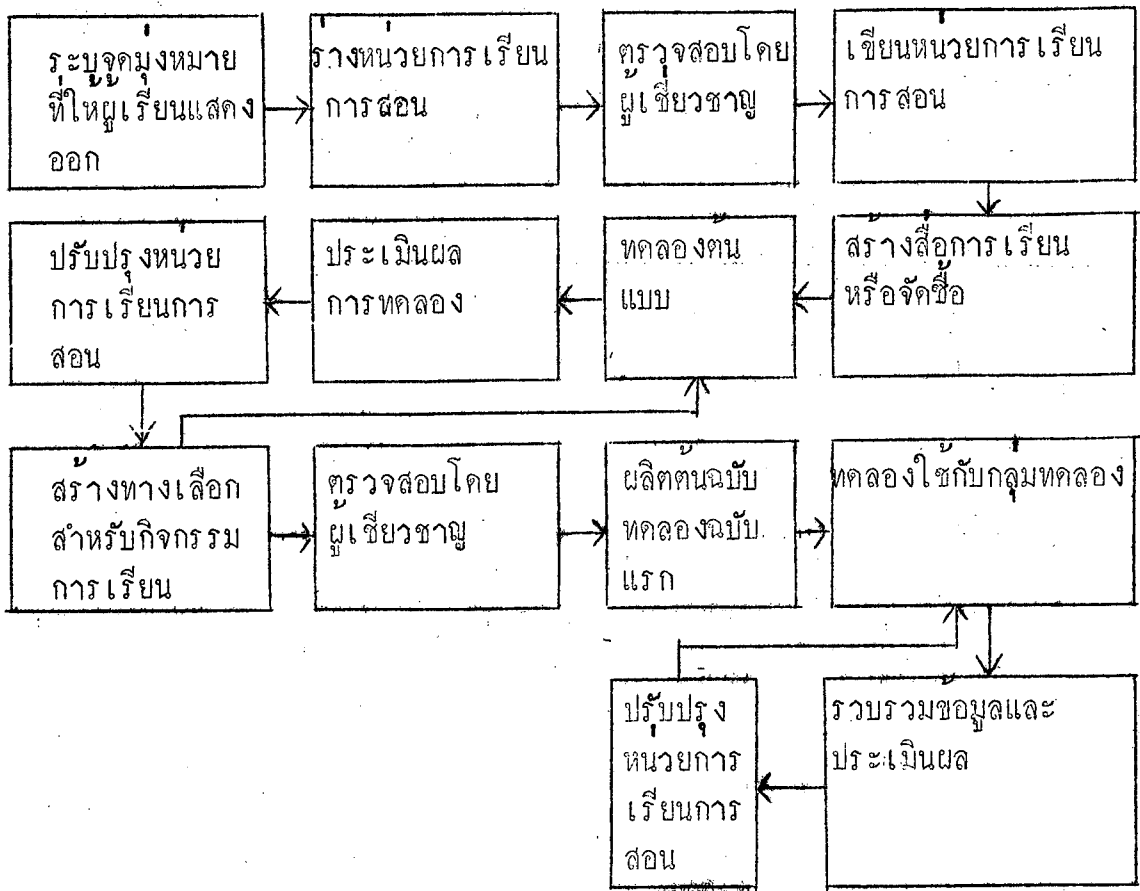 ระบุจุดมุ่งหมาย
ที่ให้ผู้เรียนแสดง
ออก
ร่างหน่วยการเรียน
การสอน
ตรวจสอบโดย
ผู้เชี่ยวชาญ
เขียนหน่วยการเรียน
การสอน
สร้างสื่อการเรียน
หรือจัดซื้อ
ทดลองต้น
แบบ
ประเมินผล
การทดลอง
ปรับปรุงหน่วย
การเรียนการ
สอน
สร้างทางเลือก
สำหรับกิจกรรม
การเรียน
ตรวจสอบโดย
ผู้เชี่ยวชาญ
ผลิตต้นฉบับ
ทดลองฉบับ
แรก
ทดลองใช้กับกลุ่มทดลอง
รวบรวมข้อมูลและ
ประเมินผล
ปรับปรุง
หน่วยการ
เรียนการ
สอน